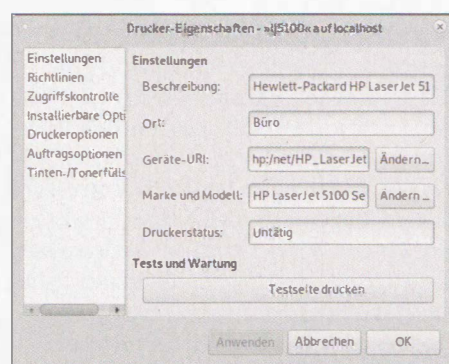 Drucker-Eigenschaften - »lj5100« auf localhost
Einstellungen
Richtlinien
Zugriffskontrolle
Installierbare Opti
Druckeroptionen
Auftragsoptionen
Tinten-/Tonerfülls
Einstellungen
Beschreibung: Hewlett-Packard HP LaserJet 51
Ort: Büro
Geräte-URI: hp:/net/HP_LaserJet Ändern...
Marke und Modell: HP LaserJet 5100 Se Ändern...
Druckerstatus: Untätig
Tests und Wartung
Testseite drucken
Anwenden Abbrechen OK